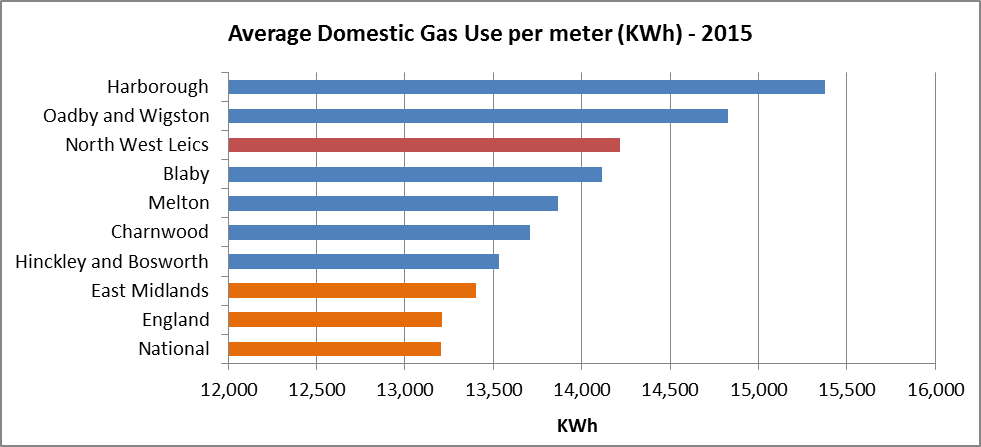 Average Domestic Gas Use per meter (KWh) - 2015
Harborough
Oadby and Wigston
North West Leics
Blaby
Melton
Charnwood
Hinckley and Bosworth
East Midlands
England
National
12,000 12,500 13,000 13,500 14,000 14,500 15,000 15,500 16,000
KWh